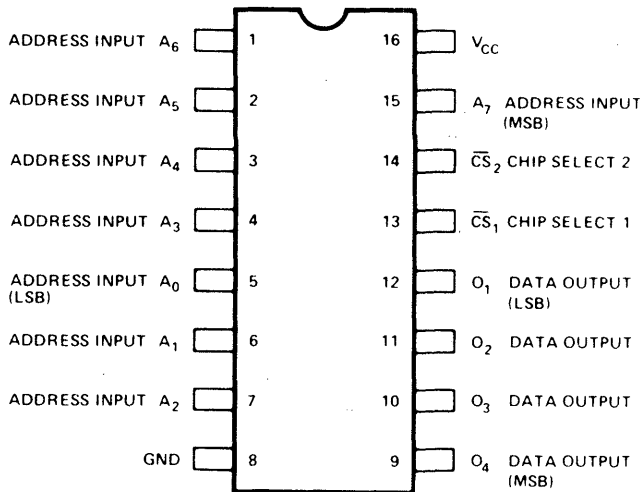 ADDRESS INPUT A6 1 16 VCC
ADDRESS INPUT A5 2 15 A7 ADDRESS INPUT
(MSB)
ADDRESS INPUT A4 3 14 C̅S̅2 CHIP SELECT 2
ADDRESS INPUT A3 4 13 C̅S̅1 CHIP SELECT 1
ADDRESS INPUT A0 5 12 O1 DATA OUTPUT
(LSB) (LSB)
ADDRESS INPUT A1 6 11 O2 DATA OUTPUT
ADDRESS INPUT A2 7 10 O3 DATA OUTPUT
GND 8 9 O4 DATA OUTPUT
(MSB)